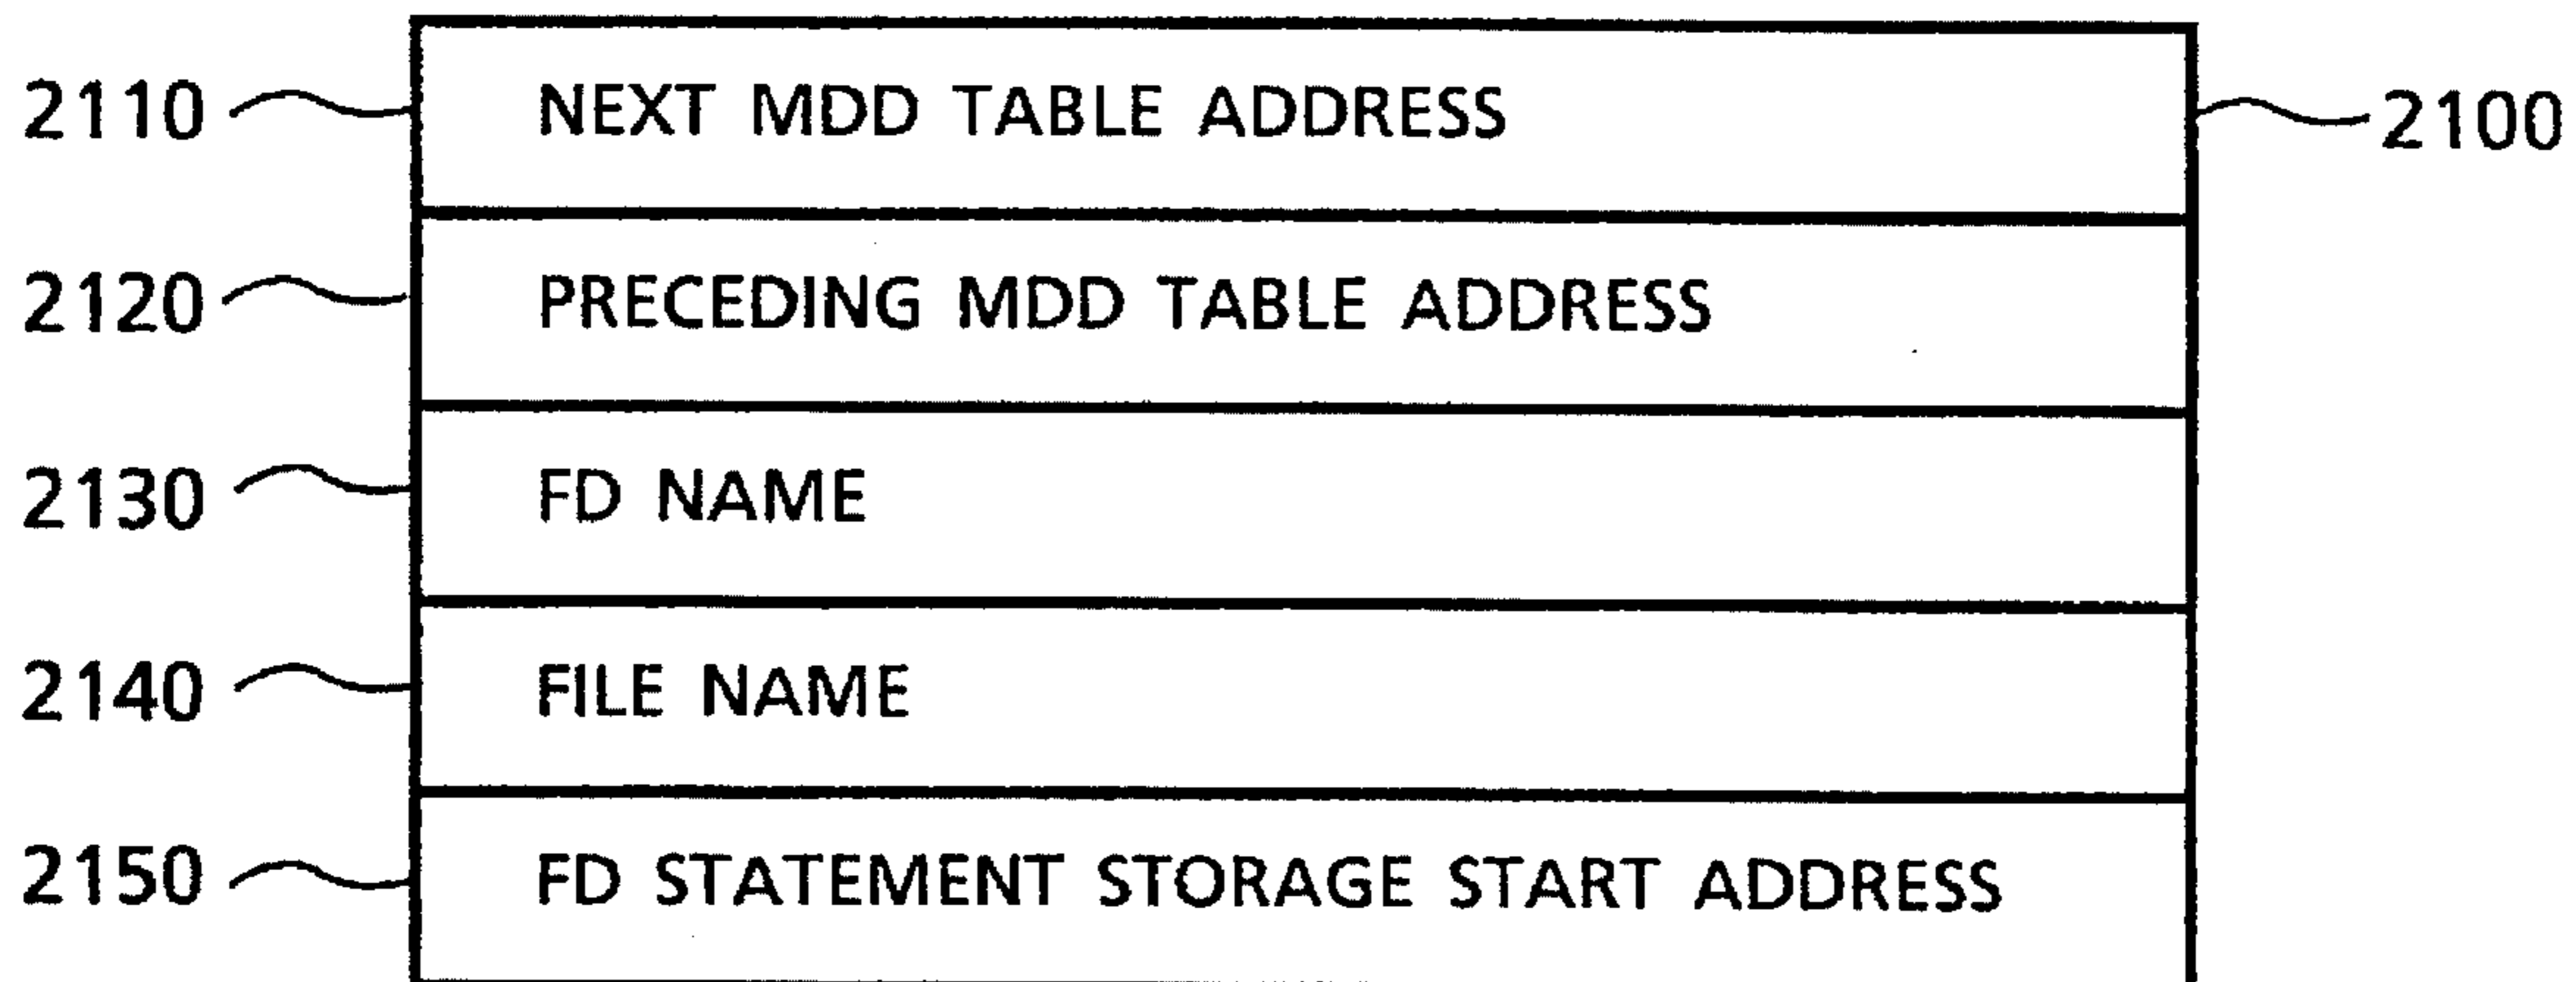 2110 NEXT MDD TABLE ADDRESS 2100
2120 PRECEDING MDD TABLE ADDRESS
2130 FD NAME
2140 FILE NAME
2150 FD STATEMENT STORAGE START ADDRESS